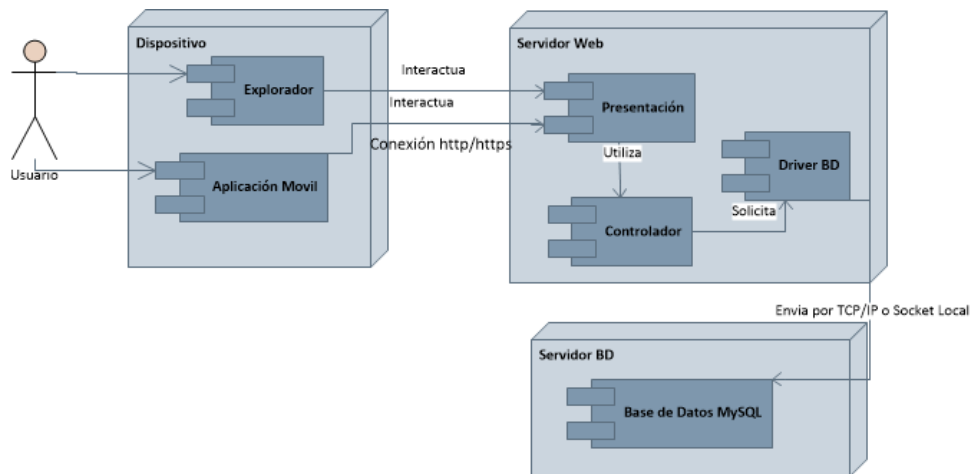 Dispositivo
Explorador
Aplicación Movil
Usuario
Interactua
Interactua
Conexión http/https
Servidor Web
Presentación
Utiliza
Controlador
Driver BD
Solicita
Envia por TCP/IP o Socket Local
Servidor BD
Base de Datos MySQL